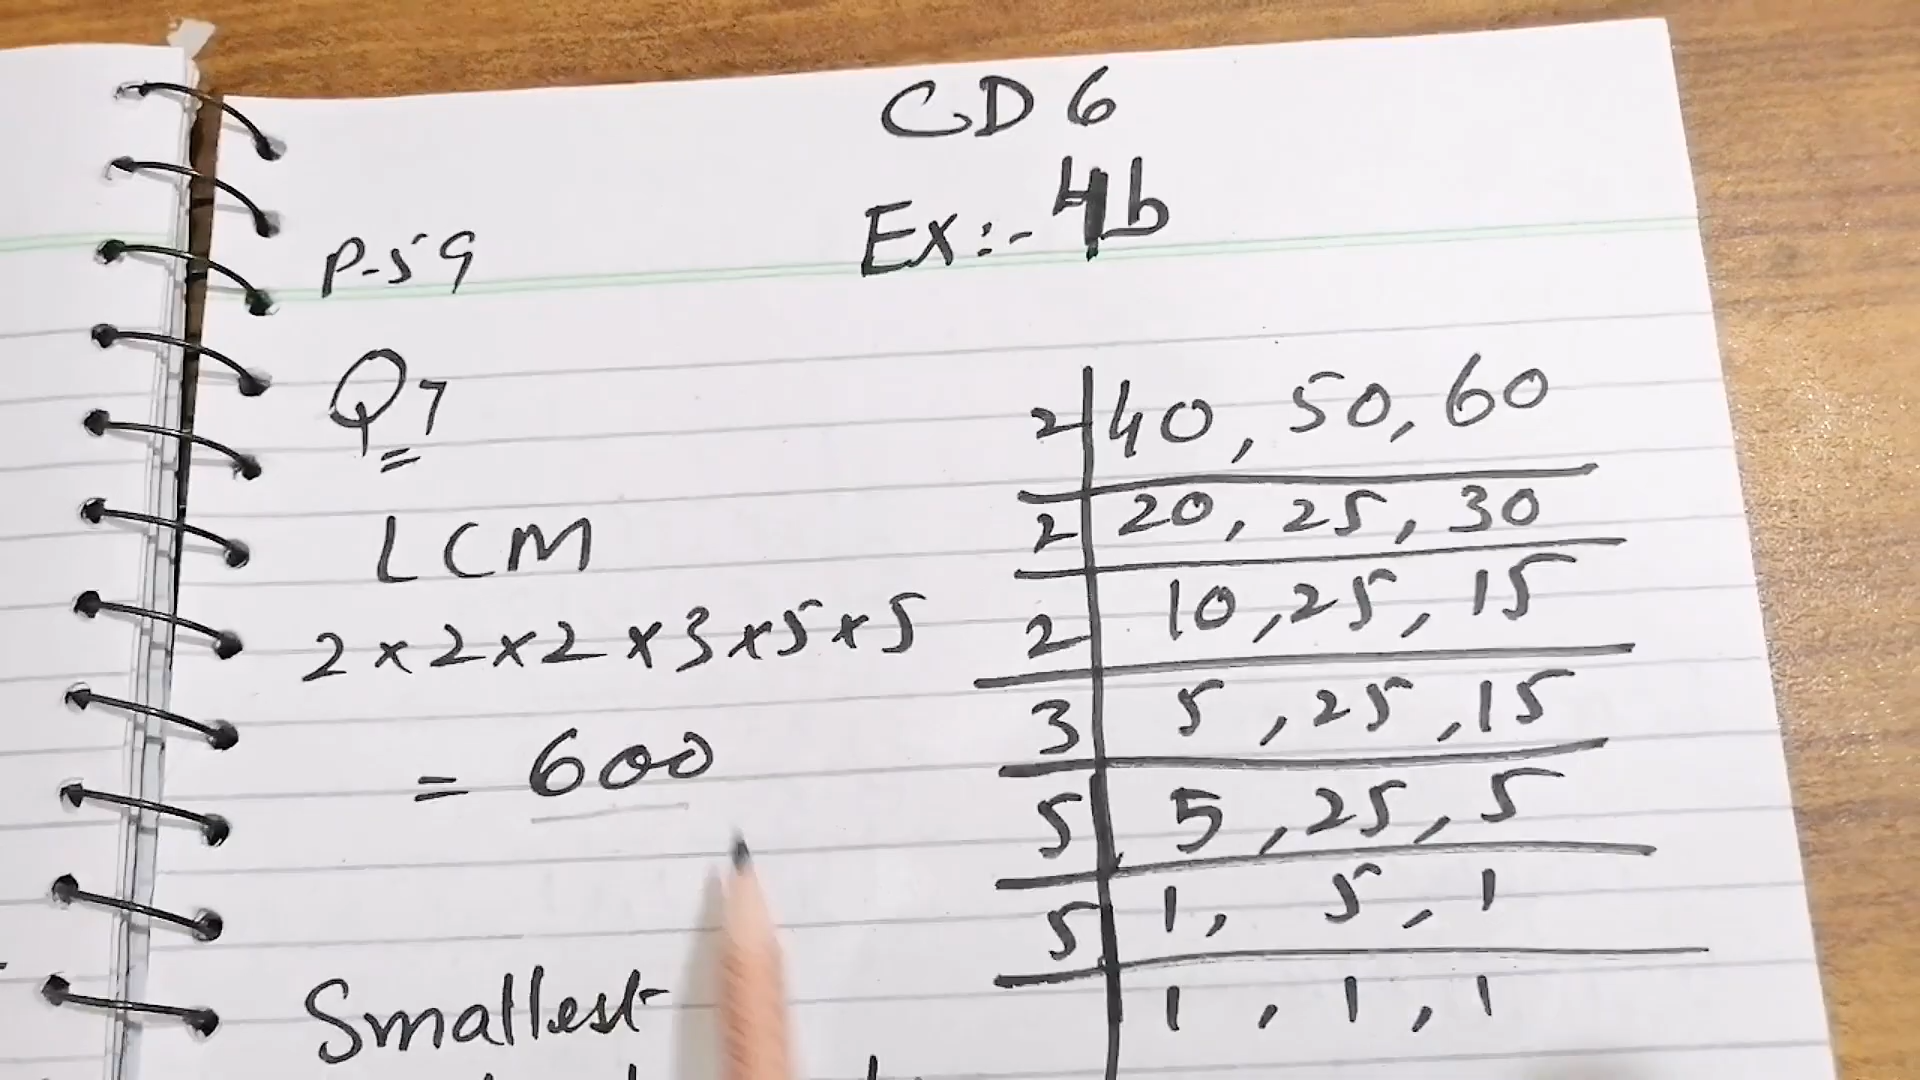 CD 6
Ex:- 4b
P-59
Q7
LCM
2 × 2 × 2 × 3 × 5 × 5
= 600
2 | 40, 50, 60
2 | 20, 25, 30
2 | 10, 25, 15
3 | 5, 25, 15
5 | 5, 25, 5
5 | 1, 5, 1
1, 1, 1
Smallest